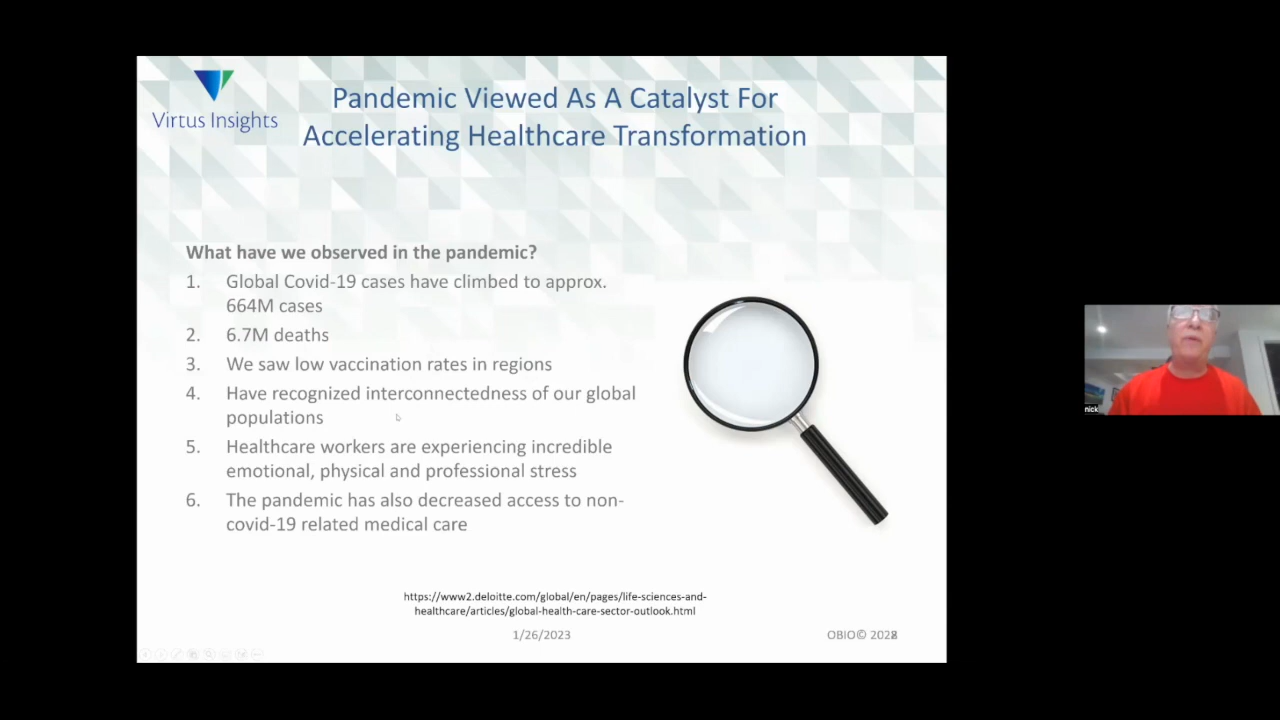 Virtus Insights
Pandemic Viewed As A Catalyst For
Accelerating Healthcare Transformation
What have we observed in the pandemic?
1. Global Covid-19 cases have climbed to approx.
664M cases
2. 6.7M deaths
3. We saw low vaccination rates in regions
4. Have recognized interconnectedness of our global
populations
5. Healthcare workers are experiencing incredible
emotional, physical and professional stress
6. The pandemic has also decreased access to non-
covid-19 related medical care
https://www2.deloitte.com/global/en/pages/life-sciences-and-
healthcare/articles/global-health-care-sector-outlook.html
1/26/2023
OBIO©
nick